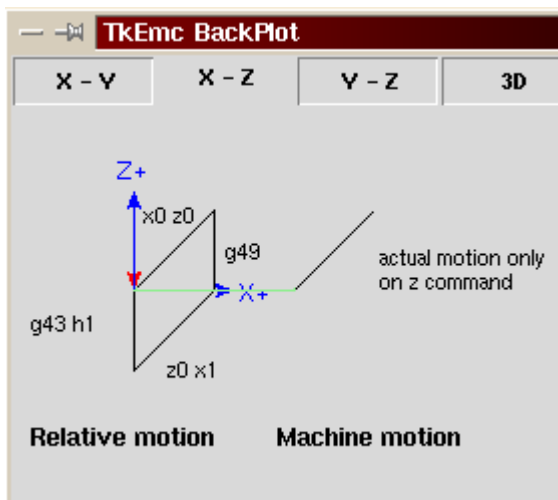 TkEmc BackPlot
X - Y
X - Z
Y - Z
3D
Z+
x0 z0
g49
actual motion only
on z command
X+
g43 h1
z0 x1
Relative motion
Machine motion